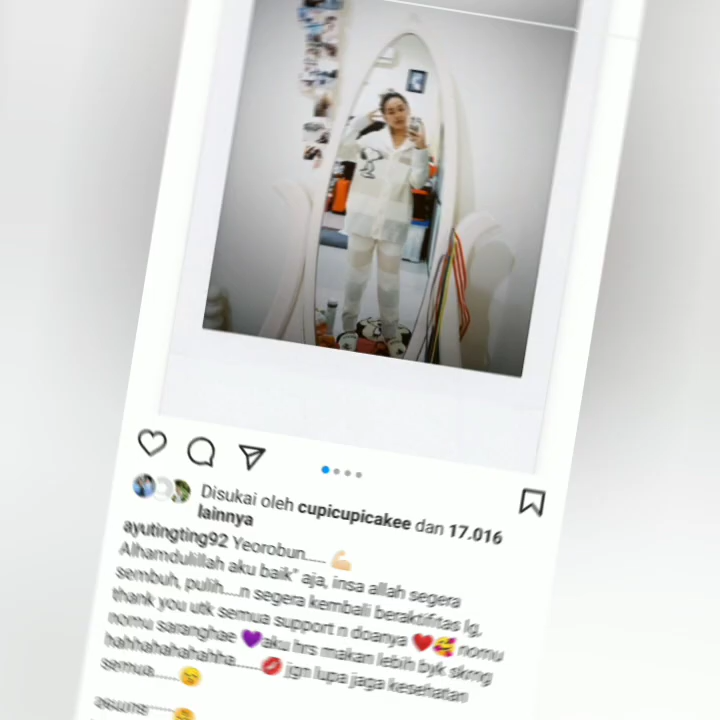 Disukai oleh cupicupicakee dan 17.016
lainnya
ayutingting92 Yeorobun..... 💪🏻
Alhamdulillah aku baik" aja, insa allah segera
sembuh, pulih....n segera kembali beraktifitas lg,
thank you utk semua support n doanya ❤️🥰 nomu
nomu saranghae 💜aku hrs makan lebih byk skrng
hahhahahahahha......💋 jgn lupa jaga kesehatan
semua......